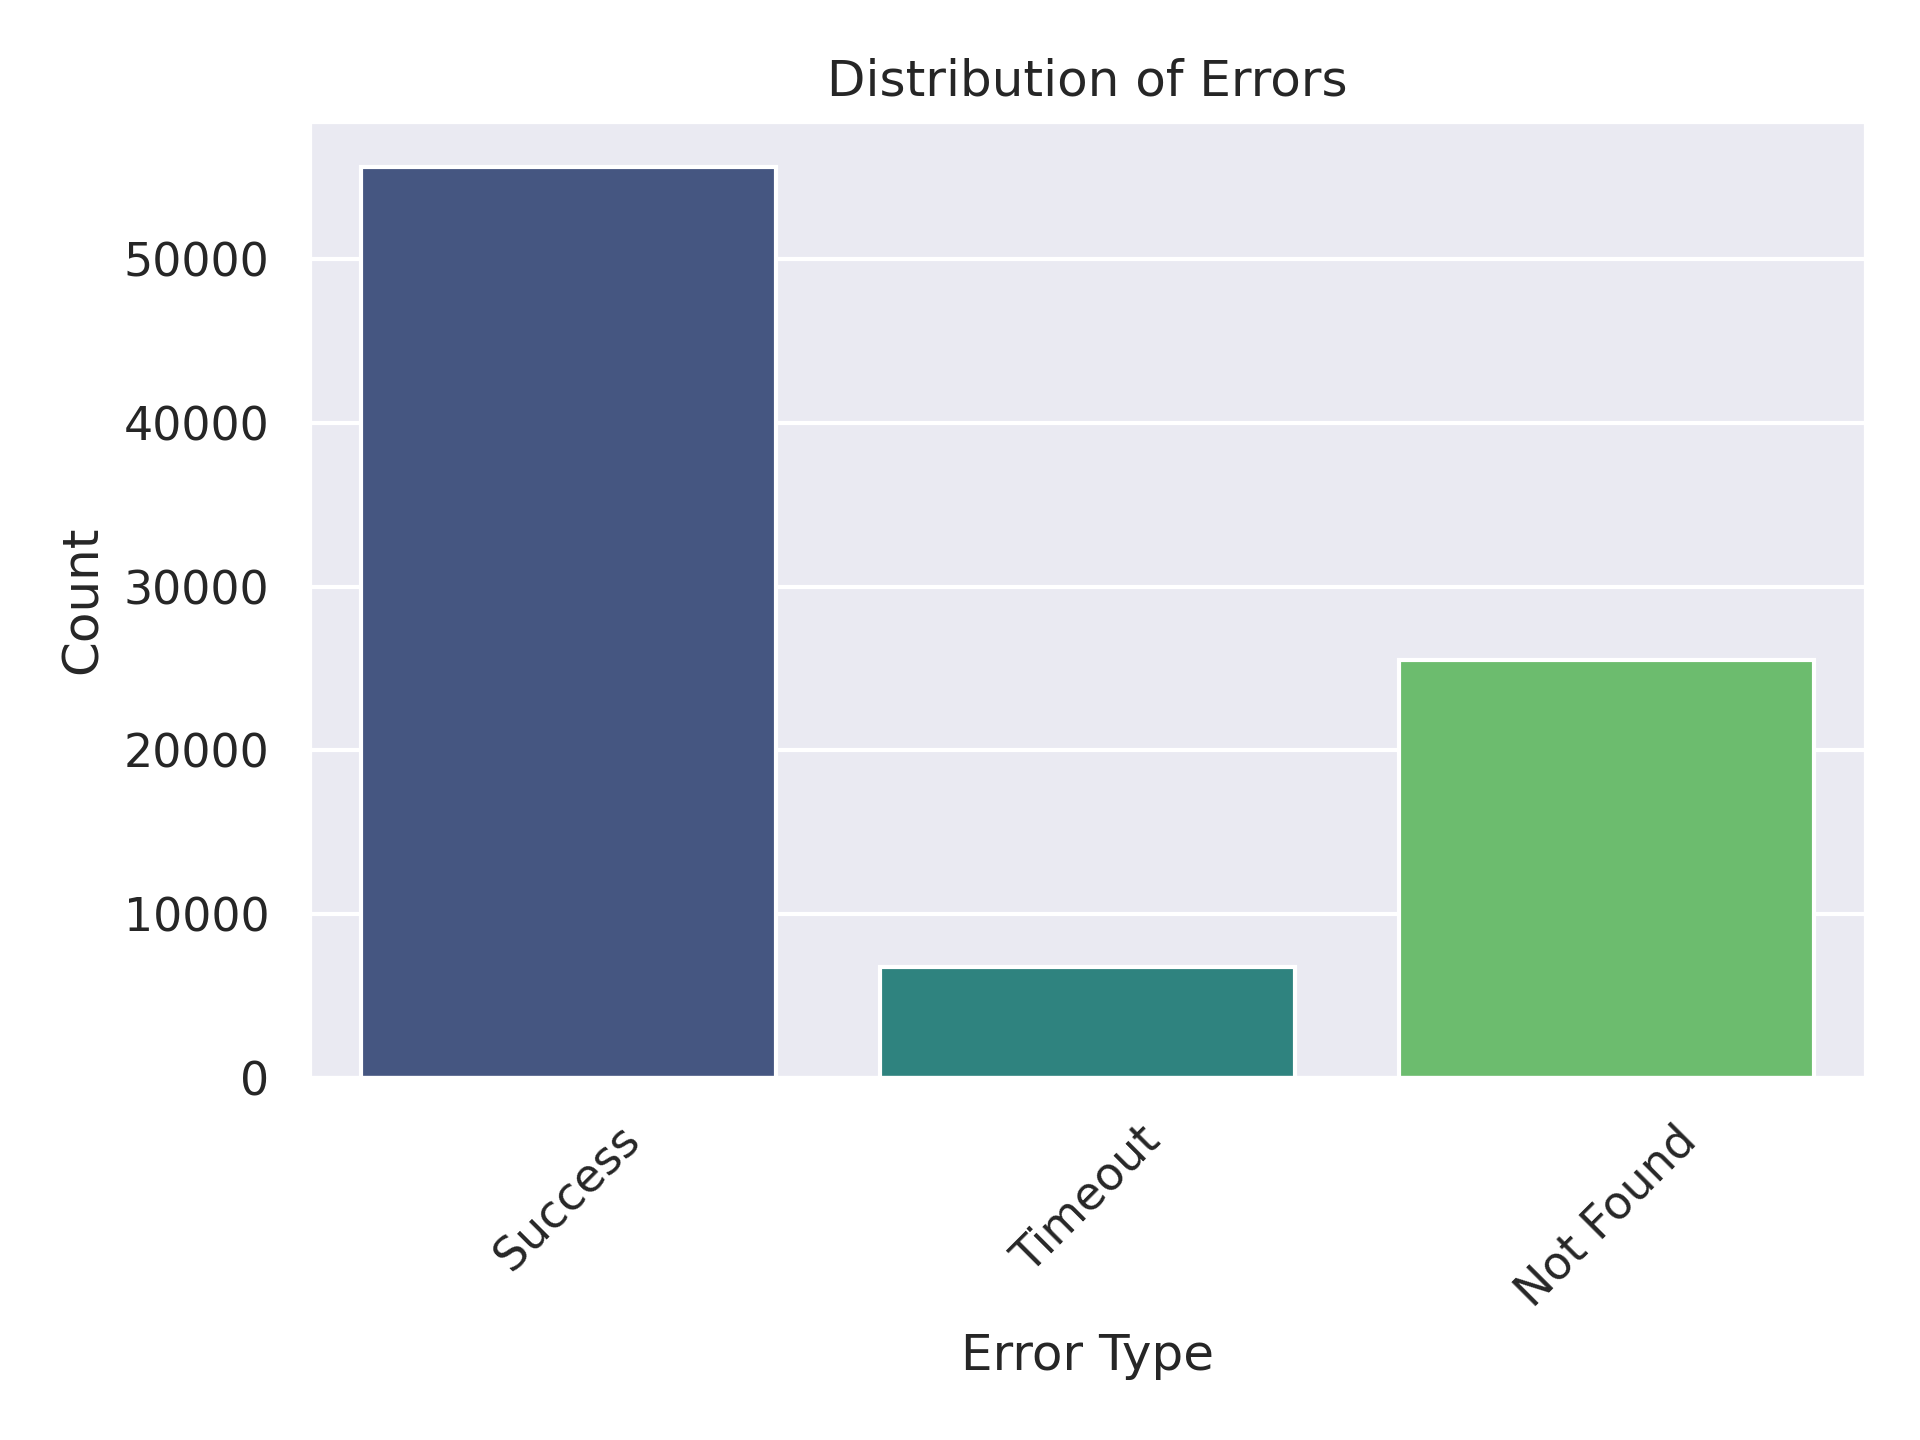 Distribution of Errors
Count
50000
40000
30000
20000
10000
0
Success
Timeout
Not Found
Error Type